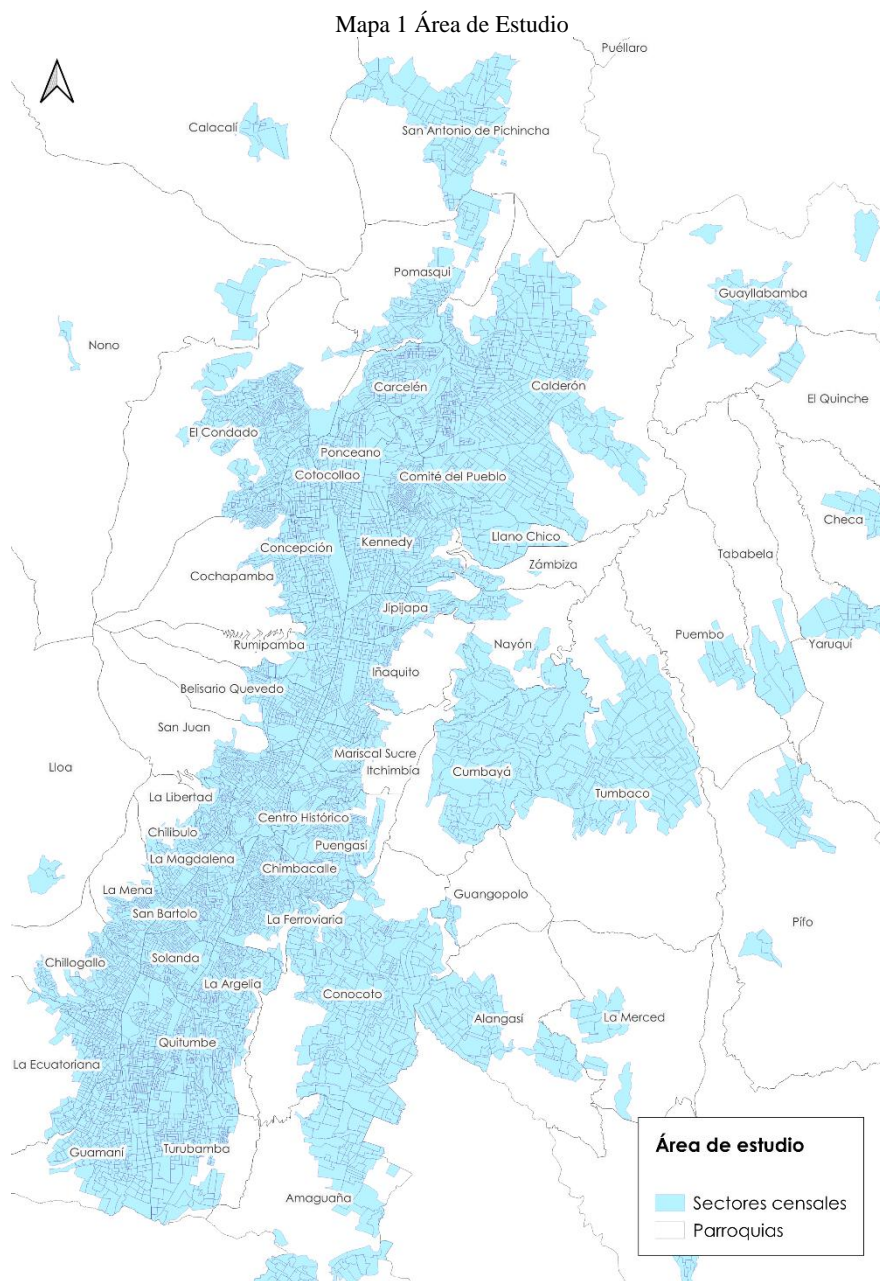 Mapa 1 Área de Estudio
Puéllaro
Calacalí
San Antonio de Pichincha
Pomasqui
Guayllabamba
Nono
Carcelén
Calderón
El Quinche
El Condado
Ponceano
Cotocollao
Comité del Pueblo
Checa
Concepción
Kennedy
Llano Chico
Tababela
Zámbiza
Cochapamba
Jipijapa
Rumipamba
Nayón
Puembo
Yaruquí
Iñaquito
Belisario Quevedo
San Juan
Mariscal Sucre
Lloa
Itchimbía
Cumbayá
Tumbaco
La Libertad
Centro Histórico
Chilibulo
Puengasí
La Magdalena
Chimbacalle
La Mena
Guangopolo
San Bartolo
La Ferroviaría
Pifo
Chillogallo
Solanda
La Argelia
Conocoto
Alangasí
La Merced
Quitumbe
La Ecuatoriana
Guamaní
Turubamba
Amaguaña
Área de estudio
Sectores censales
Parroquias